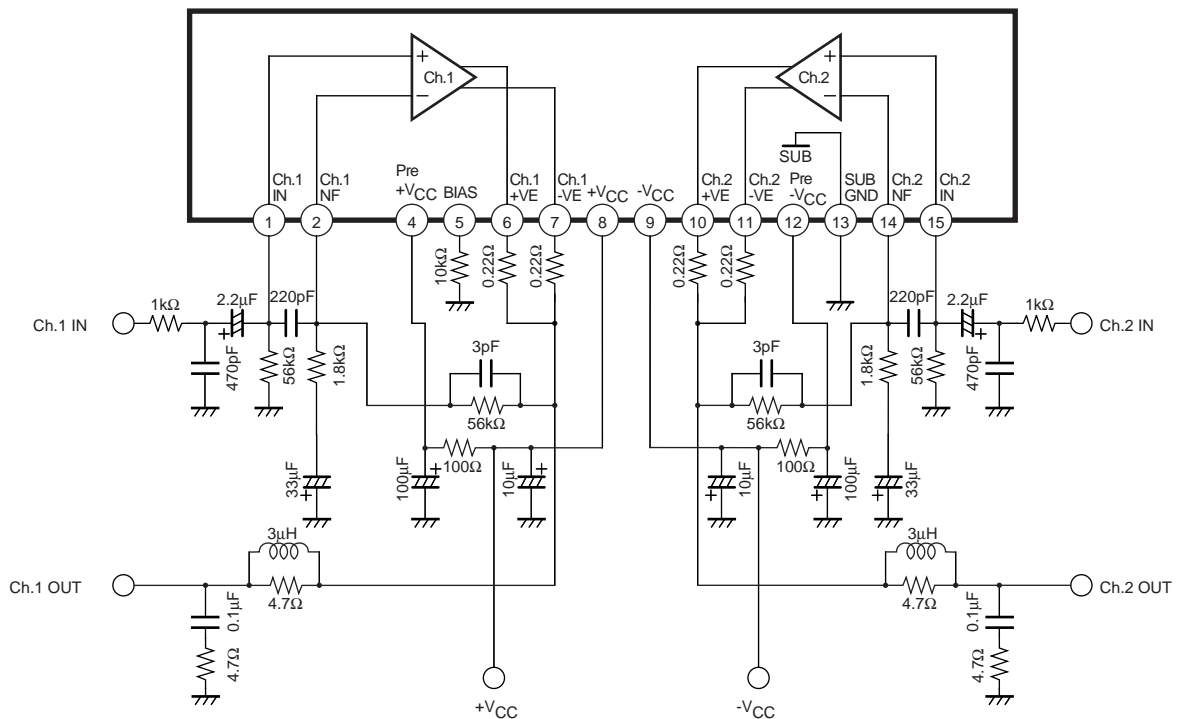 +
Ch.1
−
Ch.2
+
−
SUB
Ch.1 IN
Ch.1 NF
Pre +VCC
BIAS
Ch.1 +VE
Ch.1 -VE
+VCC
-VCC
Ch.2 +VE
Ch.2 -VE
Pre -VCC
SUB GND
Ch.2 NF
Ch.2 IN
1
2
4
5
6
7
8
9
10
11
12
13
14
15
10kΩ
0.22Ω
0.22Ω
0.22Ω
0.22Ω
Ch.1 IN
1kΩ
2.2μF
+
220pF
470pF
56kΩ
1.8kΩ
3pF
56kΩ
3pF
56kΩ
220pF
2.2μF
+
1kΩ
Ch.2 IN
1.8kΩ
56kΩ
470pF
33μF
+
100μF
+
100Ω
10μF
+
10μF
+
100Ω
100μF
+
33μF
+
3μH
4.7Ω
Ch.1 OUT
0.1μF
4.7Ω
3μH
4.7Ω
Ch.2 OUT
0.1μF
4.7Ω
+VCC
-VCC